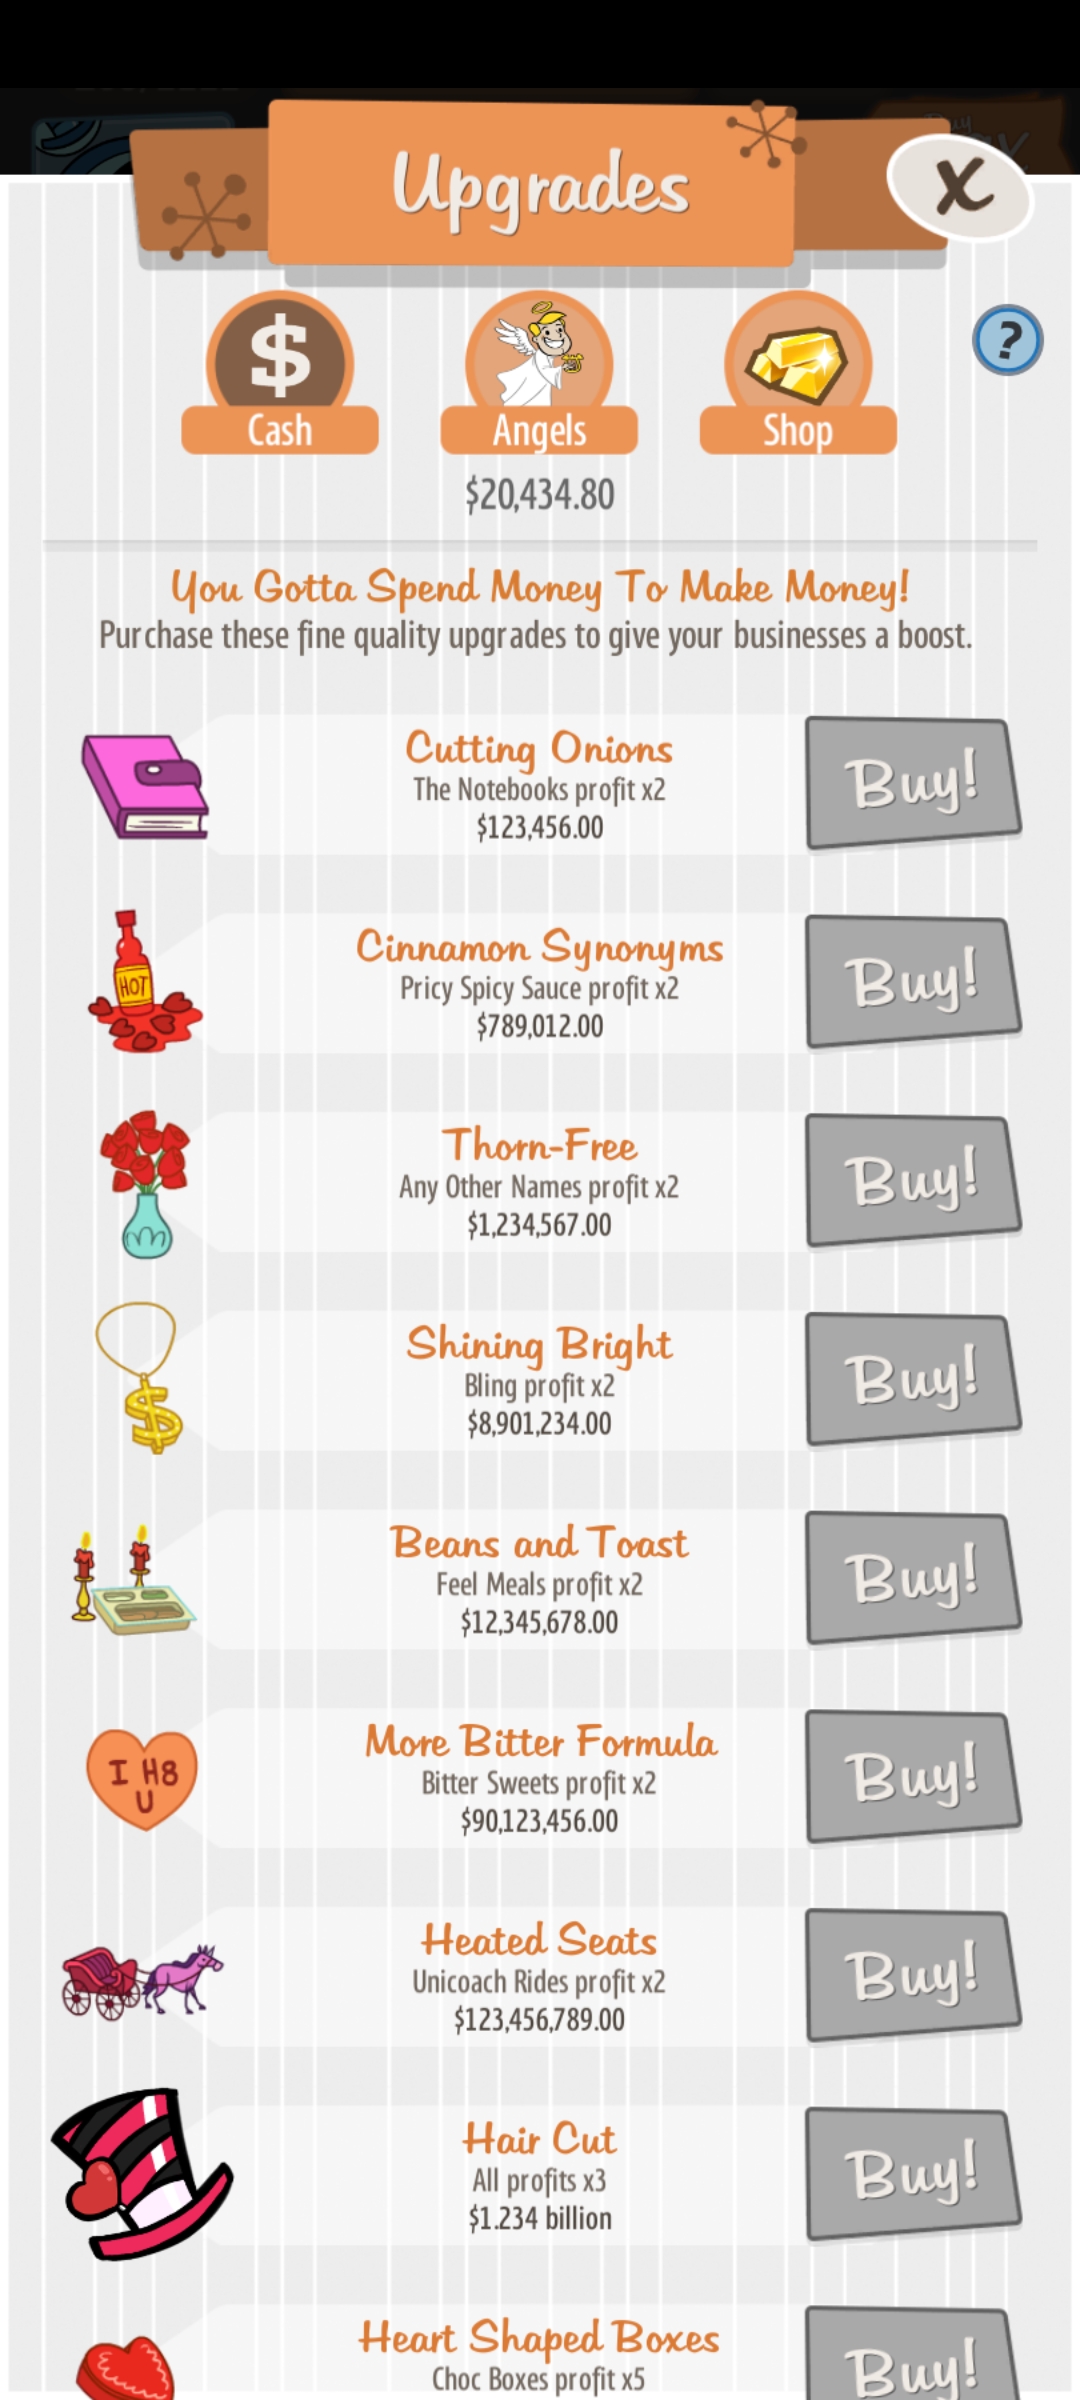 Upgrades
X
$
Cash
Angels
Shop
?
$20,434.80
You Gotta Spend Money To Make Money!
Purchase these fine quality upgrades to give your businesses a boost.
Cutting Onions
The Notebooks profit x2
$123,456.00
Buy!
HOT
Cinnamon Synonyms
Pricy Spicy Sauce profit x2
$789,012.00
Buy!
Thorn-Free
Any Other Names profit x2
$1,234,567.00
Buy!
$
Shining Bright
Bling profit x2
$8,901,234.00
Buy!
Beans and Toast
Feel Meals profit x2
$12,345,678.00
Buy!
I H8
U
More Bitter Formula
Bitter Sweets profit x2
$90,123,456.00
Buy!
Heated Seats
Unicoach Rides profit x2
$123,456,789.00
Buy!
Hair Cut
All profits x3
$1.234 billion
Buy!
Heart Shaped Boxes
Choc Boxes profit x5
Buy!